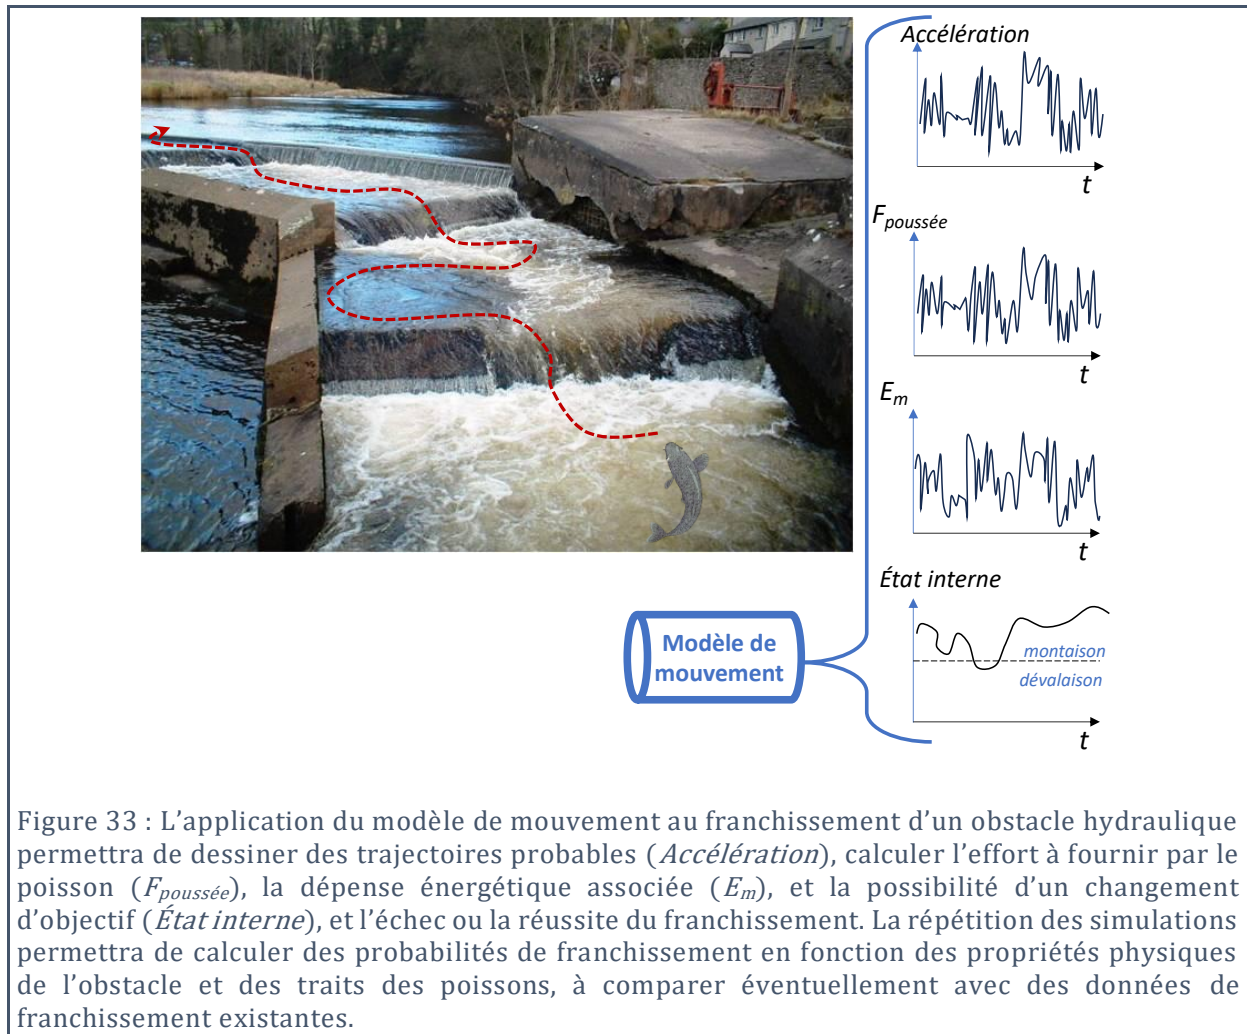 Accélération
t
F_poussée
t
E_m
t
État interne
montaison
dévalaison
t
Modèle de
mouvement
Figure 33 : L’application du modèle de mouvement au franchissement d’un obstacle hydraulique
permettra de dessiner des trajectoires probables (Accélération), calculer l’effort à fournir par le
poisson (F_poussée), la dépense énergétique associée (E_m), et la possibilité d’un changement
d’objectif (État interne), et l’échec ou la réussite du franchissement. La répétition des simulations
permettra de calculer des probabilités de franchissement en fonction des propriétés physiques
de l’obstacle et des traits des poissons, à comparer éventuellement avec des données de
franchissement existantes.